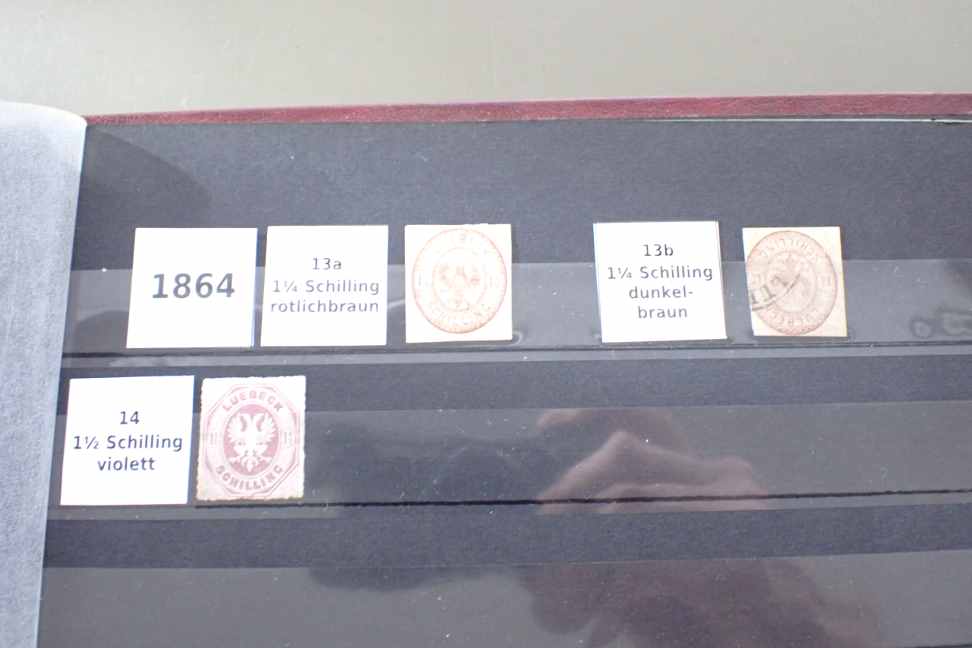 1864
13a
1¼ Schilling
rotlichbraun
13b
1¼ Schilling
dunkel-
braun
14
1½ Schilling
violett
LUEBECK
SCHILLING